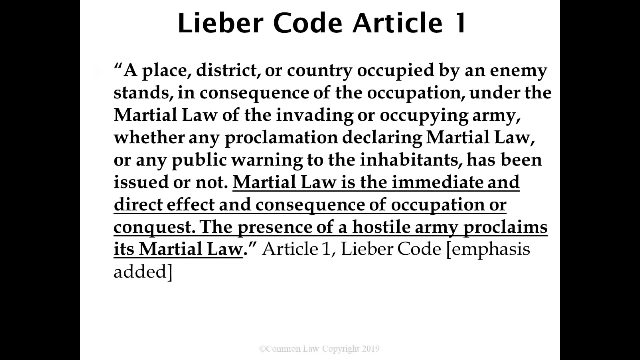 Lieber Code Article 1
“A place, district, or country occupied by an enemy
stands, in consequence of the occupation, under the
Martial Law of the invading or occupying army,
whether any proclamation declaring Martial Law,
or any public warning to the inhabitants, has been
issued or not. Martial Law is the immediate and
direct effect and consequence of occupation or
conquest. The presence of a hostile army proclaims
its Martial Law.” Article 1, Lieber Code [emphasis
added]
©Common Law Copyright 2019